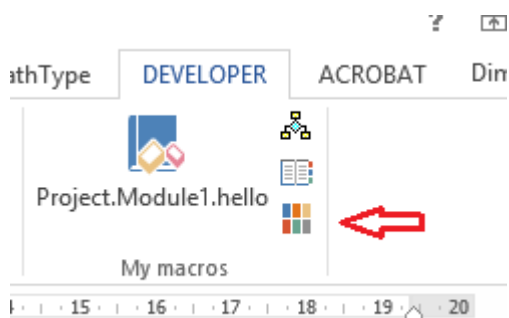 ?
athType DEVELOPER ACROBAT Dim
Project.Module1.hello
My macros
15 16 17 18 19 20